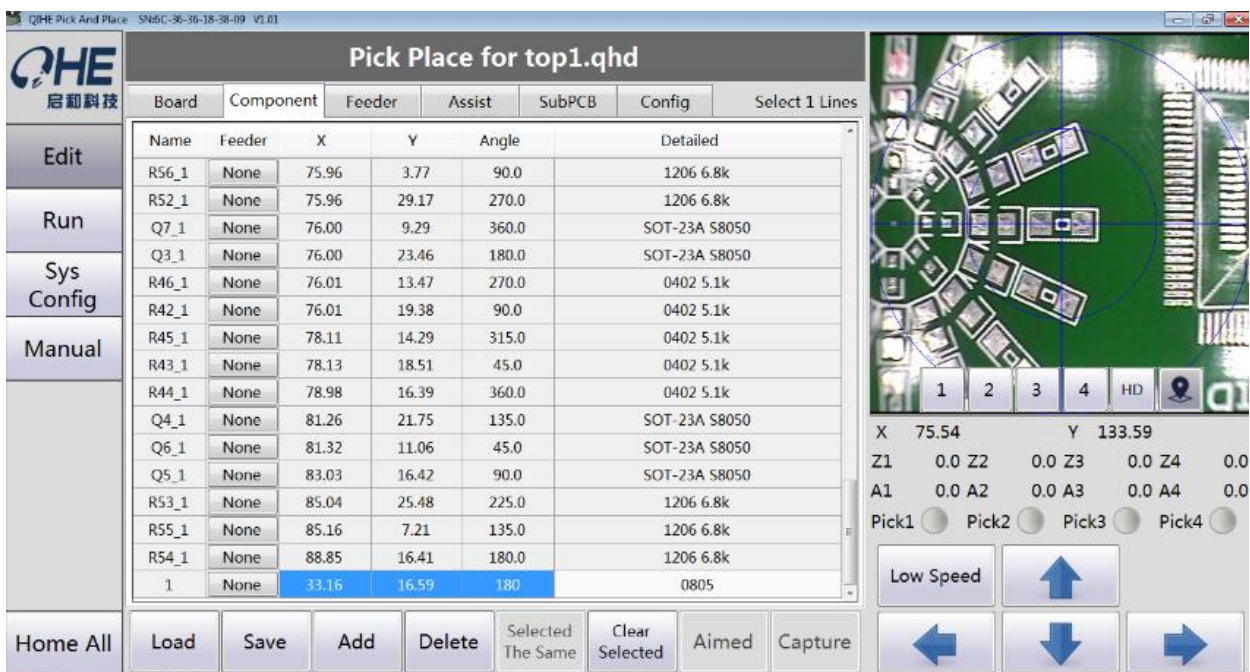 QIHE Pick And Place SN:6C-36-36-18-38-09 V1.01
QHE
启和科技
Edit
Run
Sys
Config
Manual
Home All
Pick Place for top1.qhd
Board Component Feeder Assist SubPCB Config Select 1 Lines
Name Feeder X Y Angle Detailed
R56_1 None 75.96 3.77 90.0 1206 6.8k
R52_1 None 75.96 29.17 270.0 1206 6.8k
Q7_1 None 76.00 9.29 360.0 SOT-23A S8050
Q3_1 None 76.00 23.46 180.0 SOT-23A S8050
R46_1 None 76.01 13.47 270.0 0402 5.1k
R42_1 None 76.01 19.38 90.0 0402 5.1k
R45_1 None 78.11 14.29 315.0 0402 5.1k
R43_1 None 78.13 18.51 45.0 0402 5.1k
R44_1 None 78.98 16.39 360.0 0402 5.1k
Q4_1 None 81.26 21.75 135.0 SOT-23A S8050
Q6_1 None 81.32 11.06 45.0 SOT-23A S8050
Q5_1 None 83.03 16.42 90.0 SOT-23A S8050
R53_1 None 85.04 25.48 225.0 1206 6.8k
R55_1 None 85.16 7.21 135.0 1206 6.8k
R54_1 None 88.85 16.41 180.0 1206 6.8k
1 None 33.16 16.59 180 0805
Load Save Add Delete Selected The Same Clear Selected Aimed Capture
1 2 3 4 HD
X 75.54 Y 133.59
Z1 0.0 Z2 0.0 Z3 0.0 Z4 0.0
A1 0.0 A2 0.0 A3 0.0 A4 0.0
Pick1 Pick2 Pick3 Pick4
Low Speed